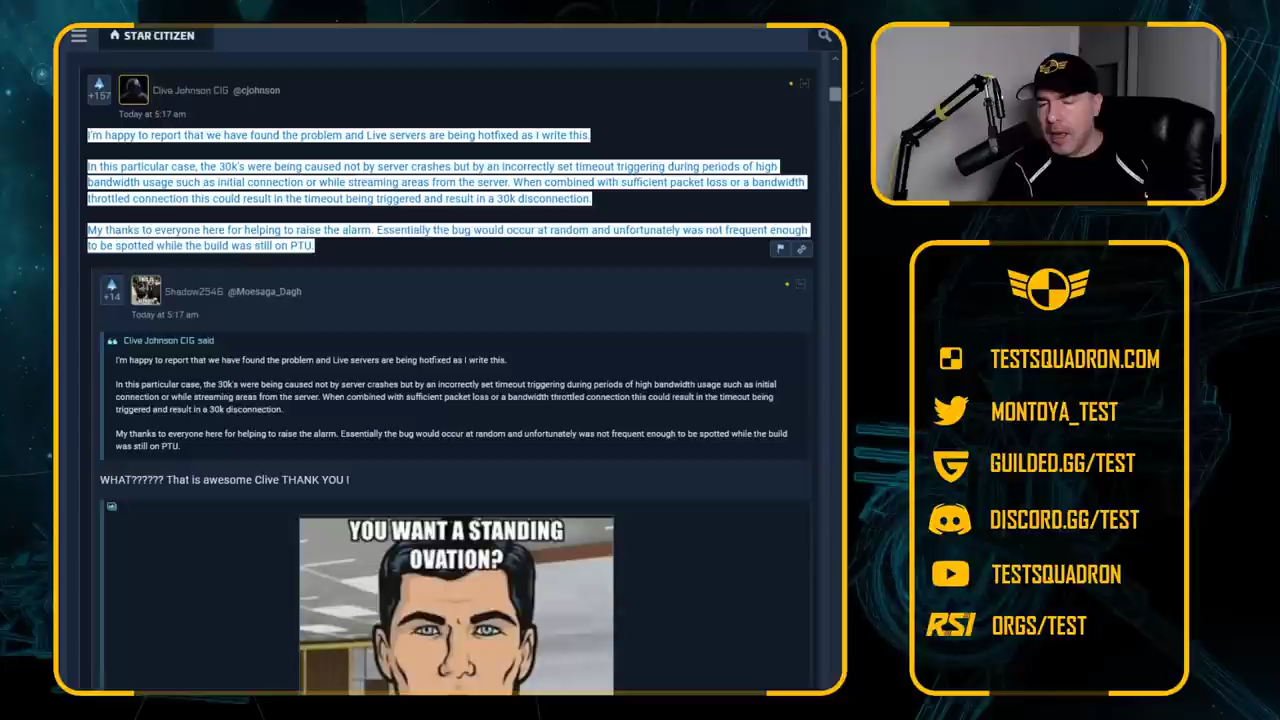 STAR CITIZEN
+157
Clive Johnson CIG @cjohnson
Today at 5:17 am
I'm happy to report that we have found the problem and Live servers are being hotfixed as I write this.
In this particular case, the 30k's were being caused not by server crashes but by an incorrectly set timeout triggering during periods of high
bandwidth usage such as initial connection or while streaming areas from the server. When combined with sufficient packet loss or a bandwidth
throttled connection this could result in the timeout being triggered and result in a 30k disconnection.
My thanks to everyone here for helping to raise the alarm. Essentially the bug would occur at random and unfortunately was not frequent enough
to be spotted while the build was still on PTU.
+14
Shadow2546 @Moesaga_Dagh
Today at 5:17 am
Clive Johnson CIG said
I'm happy to report that we have found the problem and Live servers are being hotfixed as I write this.
In this particular case, the 30k's were being caused not by server crashes but by an incorrectly set timeout triggering during periods of high bandwidth usage such as initial
connection or while streaming areas from the server. When combined with sufficient packet loss or a bandwidth throttled connection this could result in the timeout being
triggered and result in a 30k disconnection.
My thanks to everyone here for helping to raise the alarm. Essentially the bug would occur at random and unfortunately was not frequent enough to be spotted while the build
was still on PTU.
WHAT?????? That is awesome Clive THANK YOU !
YOU WANT A STANDING
OVATION?
TESTSQUADRON.COM
MONTOYA_TEST
GUILDED.GG/TEST
DISCORD.GG/TEST
TESTSQUADRON
RSI ORGS/TEST